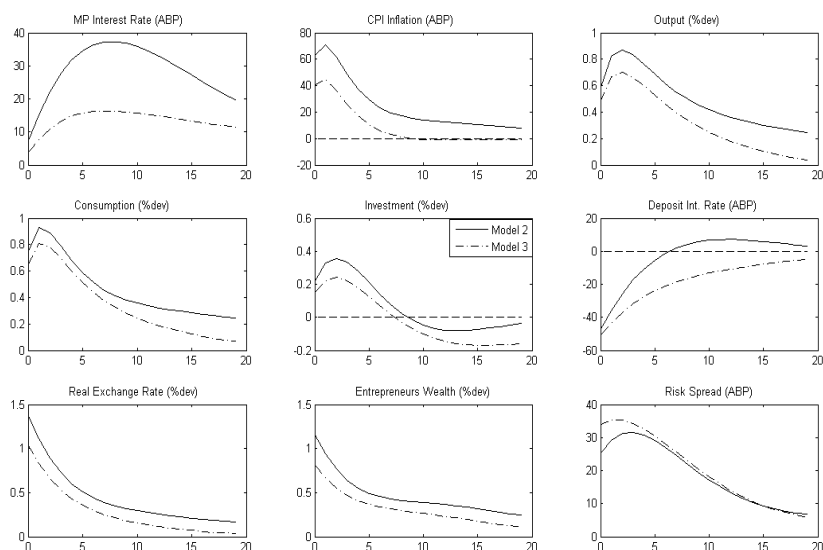 MP Interest Rate (ABP)
40
30
20
10
0
0 5 10 15 20
CPI Inflation (ABP)
80
60
40
20
0
-20
0 5 10 15 20
Output (%dev)
1
0.8
0.6
0.4
0.2
0
0 5 10 15 20
Consumption (%dev)
1
0.8
0.6
0.4
0.2
0
0 5 10 15 20
Investment (%dev)
0.6
0.4
0.2
0
-0.2
0 5 10 15 20
Model 2
Model 3
Deposit Int. Rate (ABP)
20
0
-20
-40
-60
0 5 10 15 20
Real Exchange Rate (%dev)
1.5
1
0.5
0
0 5 10 15 20
Entrepreneurs Wealth (%dev)
1.5
1
0.5
0
0 5 10 15 20
Risk Spread (ABP)
40
30
20
10
0
0 5 10 15 20